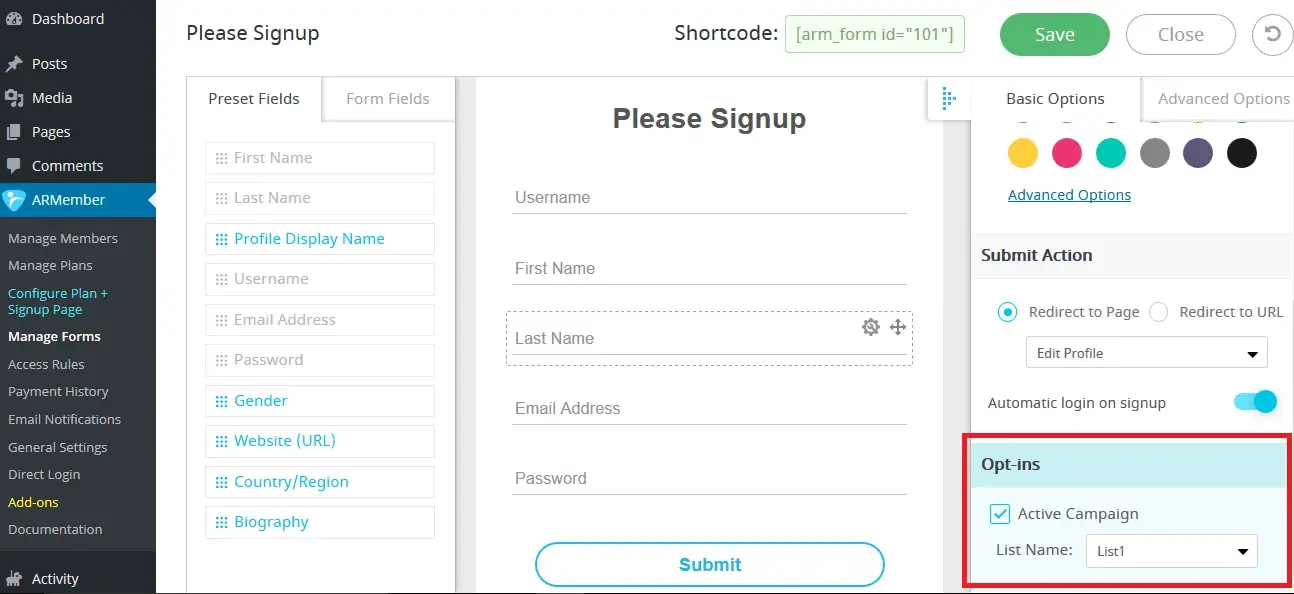 Dashboard
Posts
Media
Pages
Comments
ARMember
Manage Members
Manage Plans
Configure Plan +
Signup Page
Manage Forms
Access Rules
Payment History
Email Notifications
General Settings
Direct Login
Add-ons
Documentation
Activity
Please Signup
Shortcode: [arm_form id="101"]
Save
Close
Preset Fields
Form Fields
First Name
Last Name
Profile Display Name
Username
Email Address
Password
Gender
Website (URL)
Country/Region
Biography
Please Signup
Username
First Name
Last Name
Email Address
Password
Submit
Basic Options
Advanced Options
Advanced Options
Submit Action
Redirect to Page
Redirect to URL
Edit Profile
Automatic login on signup
Opt-ins
Active Campaign
List Name: List1